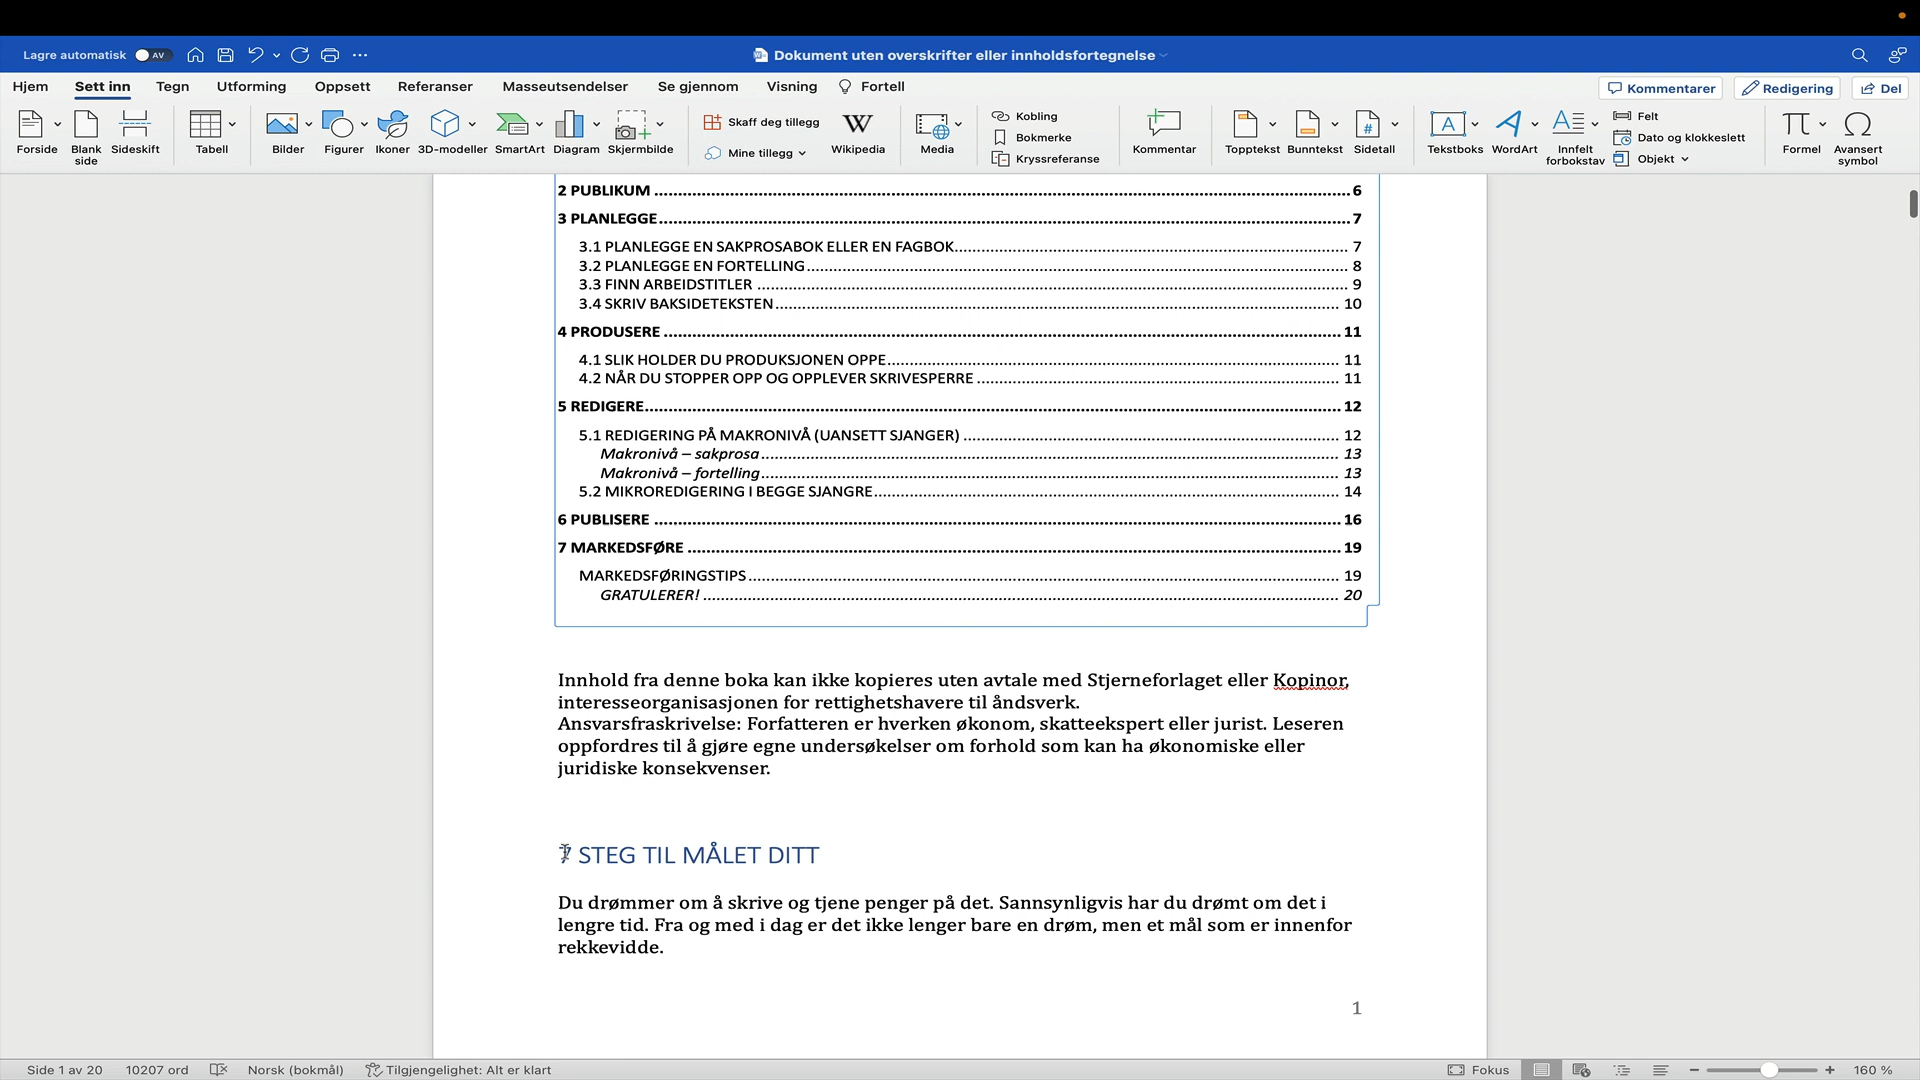 Lagre automatisk AV
Dokument uten overskrifter eller innholdsfortegnelse
Hjem Sett inn Tegn Utforming Oppsett Referanser Masseutsendelser Se gjennom Visning Fortell
Kommentarer Redigering Del
Forside
Blank side
Sideskift
Tabell
Bilder
Figurer
Ikoner
3D-modeller
SmartArt
Diagram
Skjermbilde
Skaff deg tillegg
Mine tillegg
Wikipedia
Media
Kobling
Bokmerke
Kryssreferanse
Kommentar
Topptekst
Bunntekst
Sidetall
Tekstboks
WordArt
Innfelt forbokstav
Felt
Dato og klokkeslett
Objekt
Formel
Avansert symbol
2 PUBLIKUM 6
3 PLANLEGGE 7
3.1 PLANLEGGE EN SAKPROSABOK ELLER EN FAGBOK 7
3.2 PLANLEGGE EN FORTELLING 8
3.3 FINN ARBEIDSTITLER 9
3.4 SKRIV BAKSIDETEKSTEN 10
4 PRODUSERE 11
4.1 SLIK HOLDER DU PRODUKSJONEN OPPE 11
4.2 NÅR DU STOPPER OPP OG OPPLEVER SKRIVESPERRE 11
5 REDIGERE 12
5.1 REDIGERING PÅ MAKRONIVÅ (UANSETT SJANGER) 12
Makronivå – sakprosa 13
Makronivå – fortelling 13
5.2 MIKROREDIGERING I BEGGE SJANGRE 14
6 PUBLISERE 16
7 MARKEDSFØRE 19
MARKEDSFØRINGSTIPS 19
GRATULERER! 20
Innhold fra denne boka kan ikke kopieres uten avtale med Stjerneforlaget eller Kopinor,
interesseorganisasjonen for rettighetshavere til åndsverk.
Ansvarsfraskrivelse: Forfatteren er hverken økonom, skatteekspert eller jurist. Leseren
oppfordres til å gjøre egne undersøkelser om forhold som kan ha økonomiske eller
juridiske konsekvenser.
7 STEG TIL MÅLET DITT
Du drømmer om å skrive og tjene penger på det. Sannsynligvis har du drømt om det i
lengre tid. Fra og med i dag er det ikke lenger bare en drøm, men et mål som er innenfor
rekkevidde.
1
Side 1 av 20 10207 ord Norsk (bokmål) Tilgjengelighet: Alt er klart Fokus 160 %